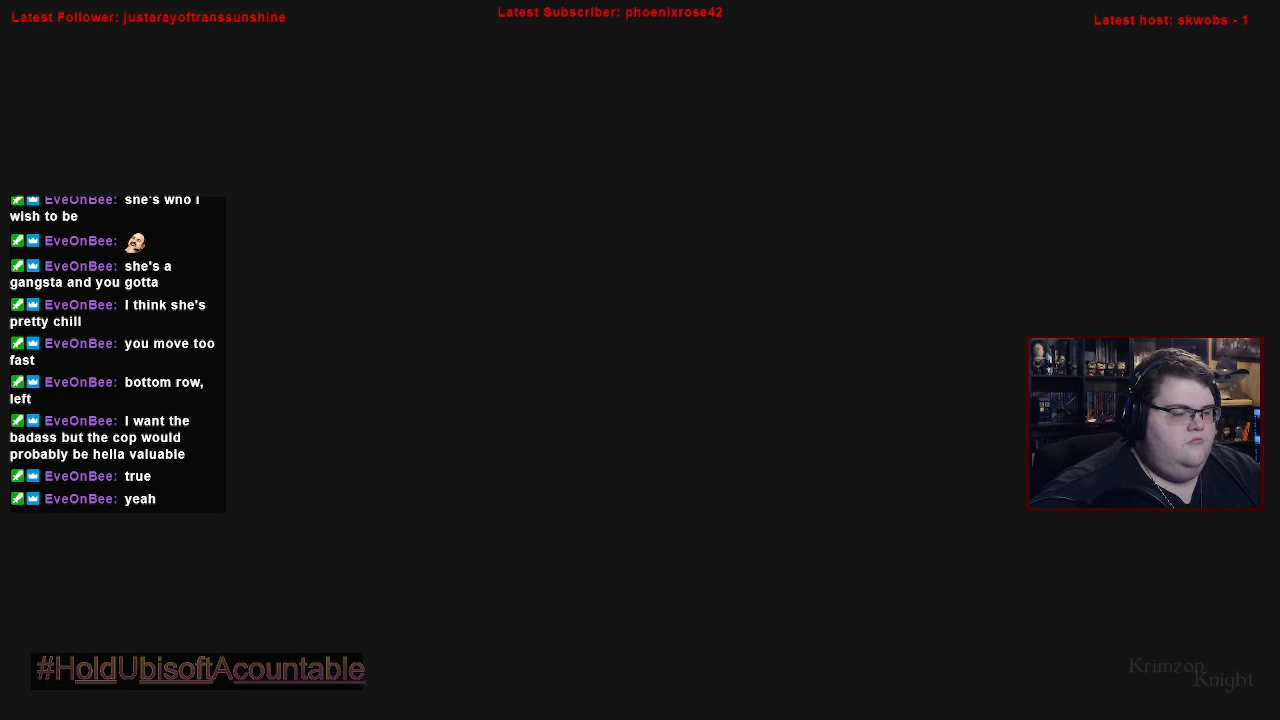 Latest Follower: justarayoftranssunshine
Latest Subscriber: phoenixrose42
Latest host: skwobs - 1
EveOnBee: she's who I
wish to be
EveOnBee:
EveOnBee: she's a
gangsta and you gotta
EveOnBee: I think she's
pretty chill
EveOnBee: you move too
fast
EveOnBee: bottom row,
left
EveOnBee: I want the
badass but the cop would
probably be hella valuable
EveOnBee: true
EveOnBee: yeah
#HoldUbisoftAcountable
Krimzon
Knight